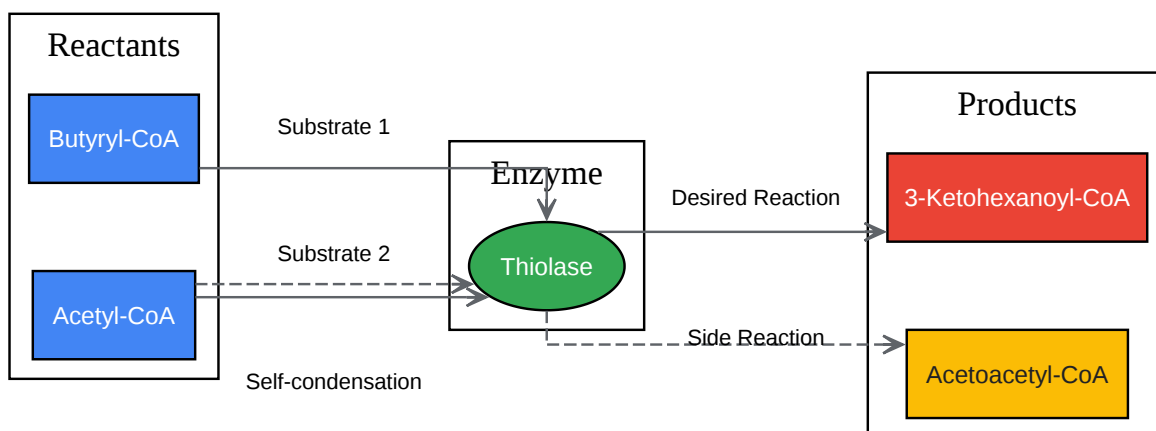 Reactants
Butyryl-CoA
Substrate 1
Enzyme
Products
3-Ketohexanoyl-CoA
Desired Reaction
Substrate 2
Thiolase
Acetyl-CoA
Side Reaction
Acetoacetyl-CoA
Self-condensation